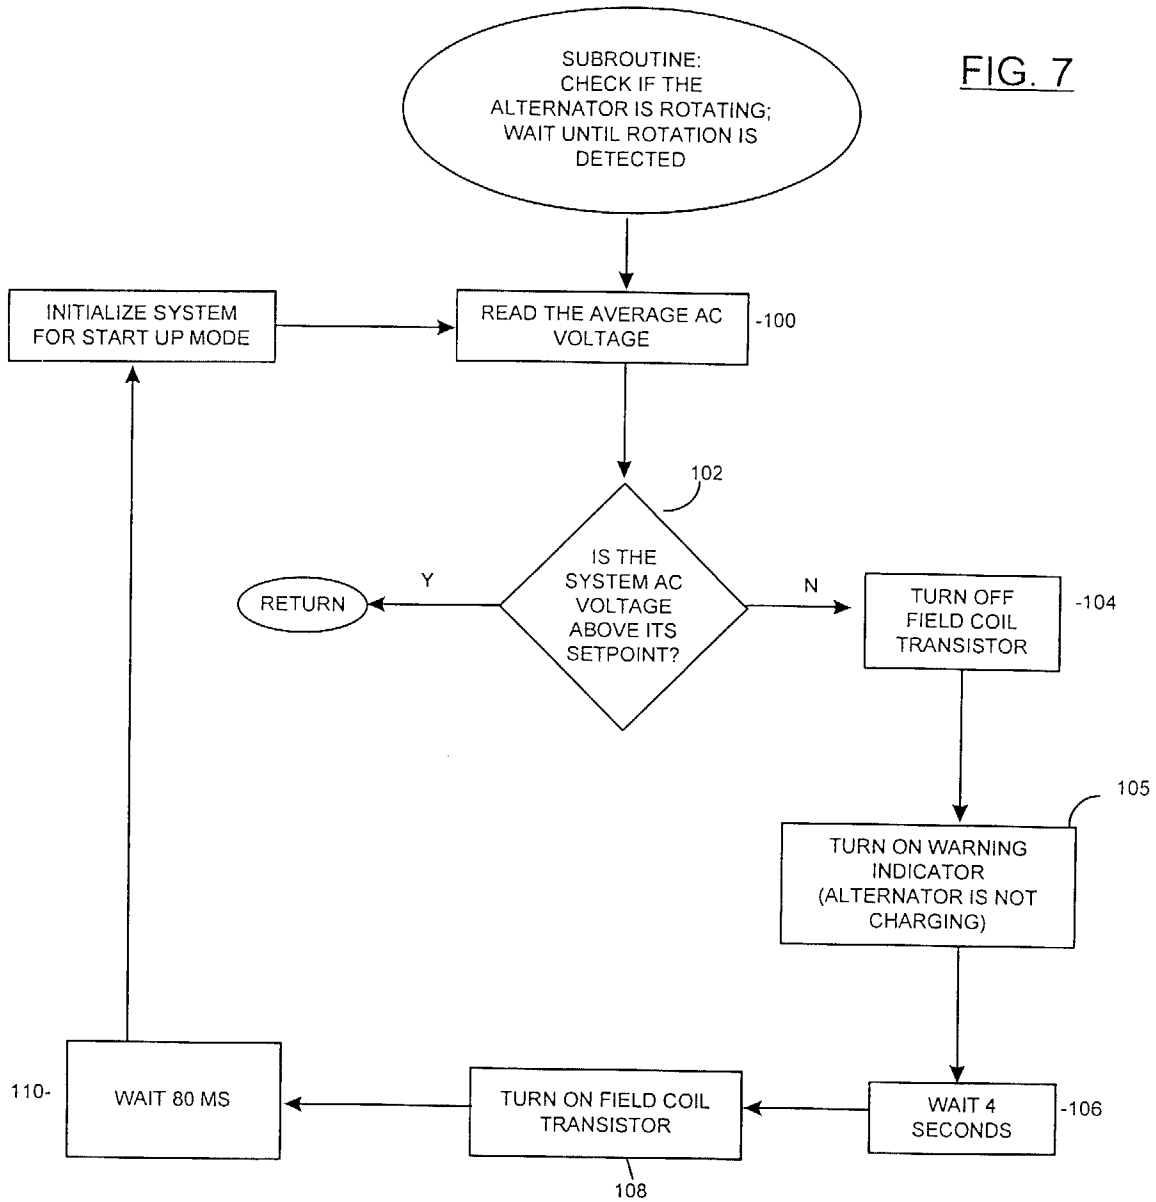 SUBROUTINE:
CHECK IF THE
ALTERNATOR IS ROTATING;
WAIT UNTIL ROTATION IS
DETECTED
FIG. 7
INITIALIZE SYSTEM
FOR START UP MODE
READ THE AVERAGE AC
VOLTAGE
-100
102
IS THE
SYSTEM AC
VOLTAGE
ABOVE ITS
SETPOINT?
Y
RETURN
N
TURN OFF
FIELD COIL
TRANSISTOR
-104
105
TURN ON WARNING
INDICATOR
(ALTERNATOR IS NOT
CHARGING)
WAIT 4
SECONDS
-106
TURN ON FIELD COIL
TRANSISTOR
108
WAIT 80 MS
110-